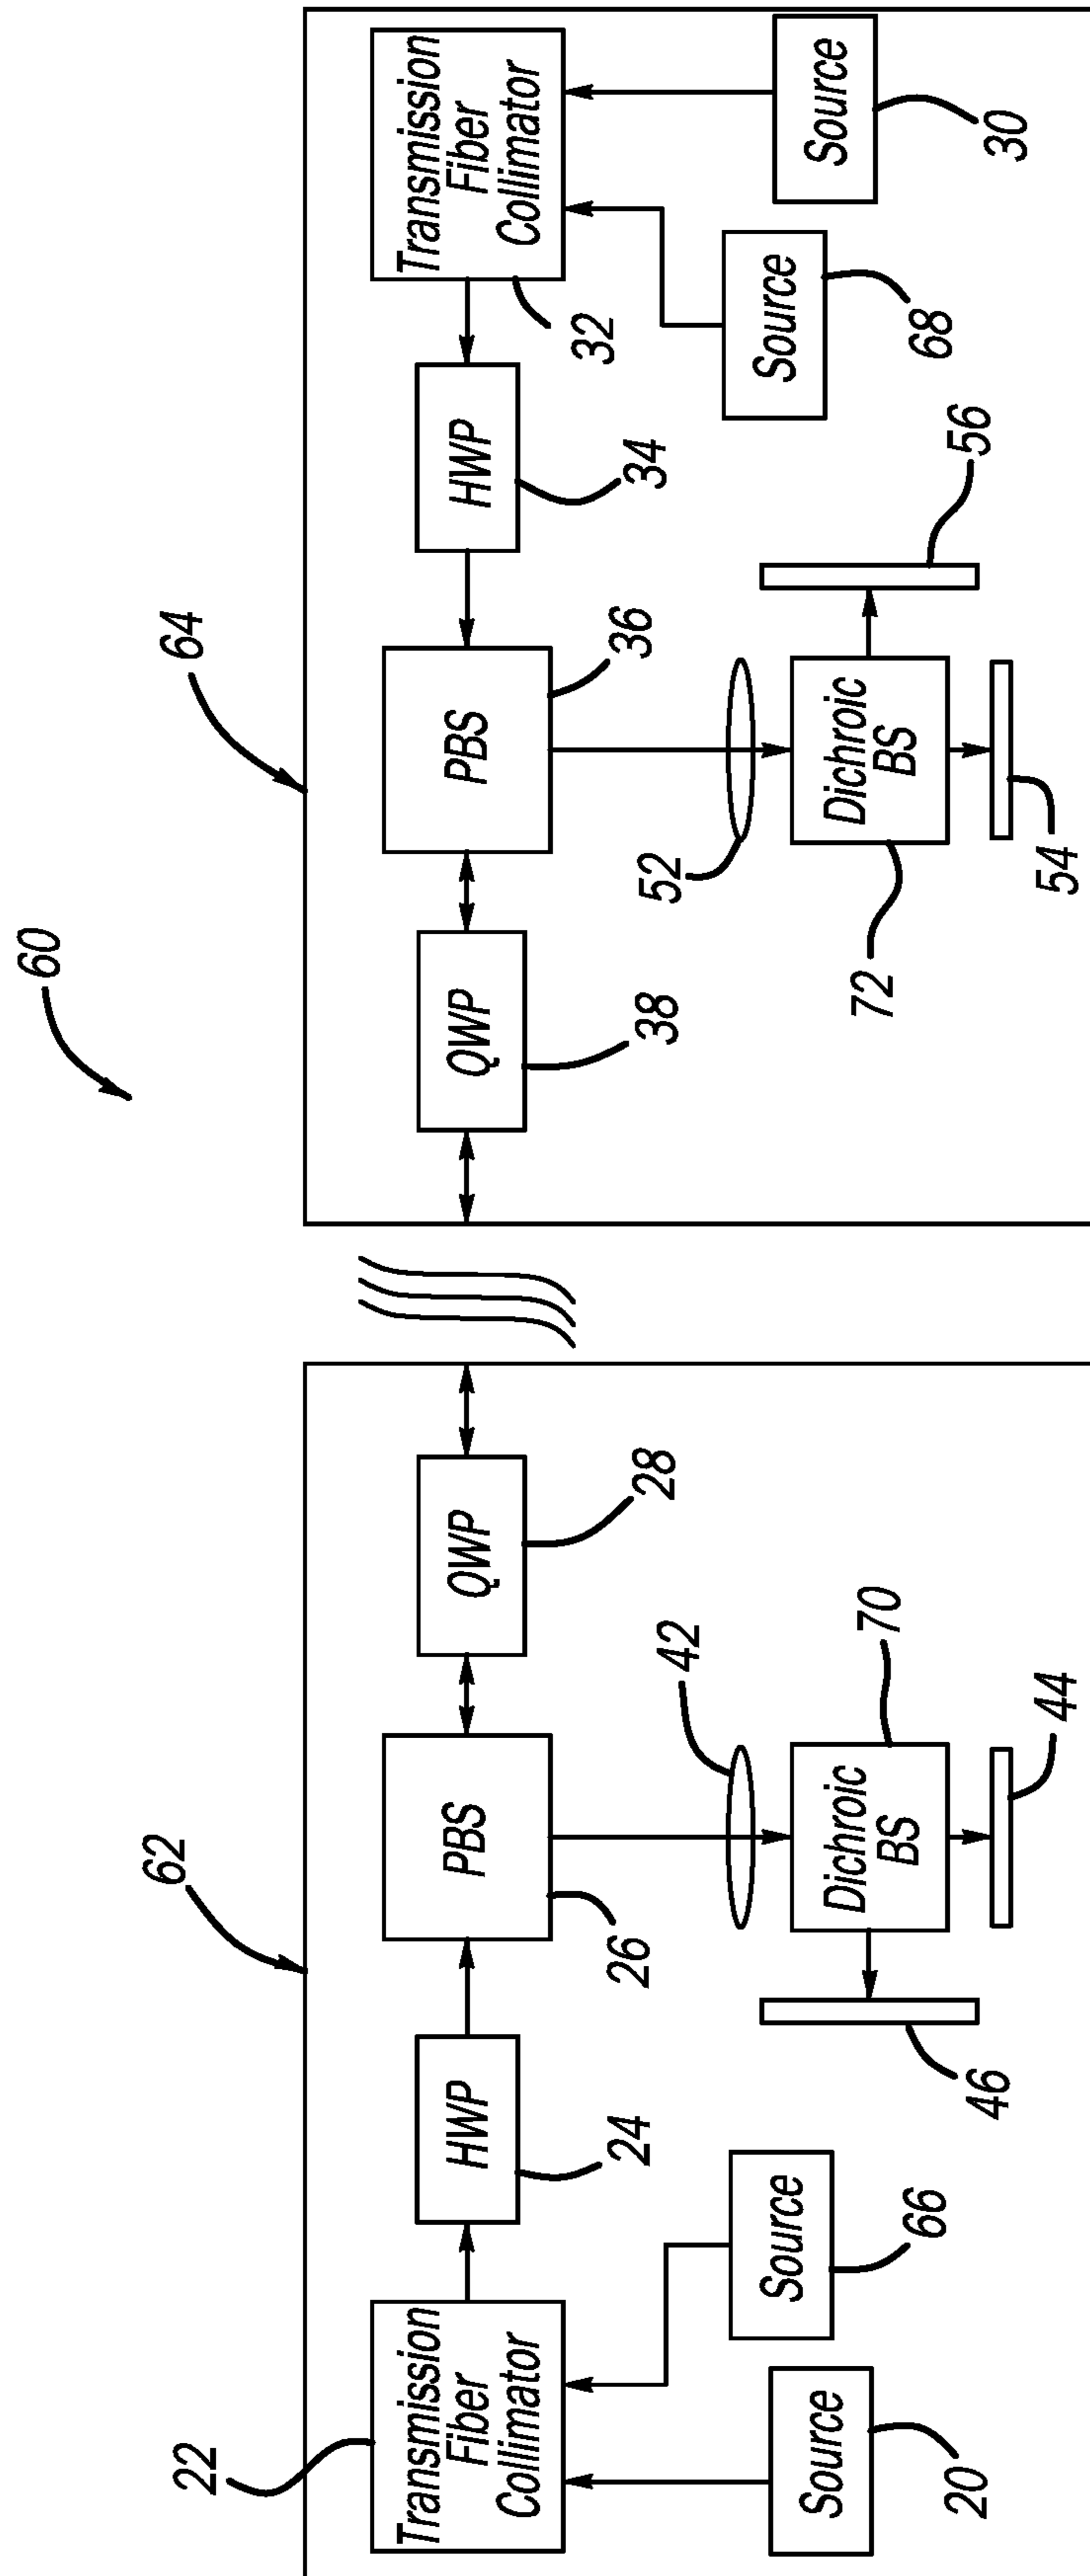 60
62
64
22
Transmission
Fiber
Collimator
HWP
24
PBS
26
QWP
28
QWP
38
PBS
36
HWP
34
Transmission
Fiber
Collimator
32
Source
20
Source
66
46
42
Dichroic
BS
70
44
52
Dichroic
BS
72
54
56
Source
68
Source
30